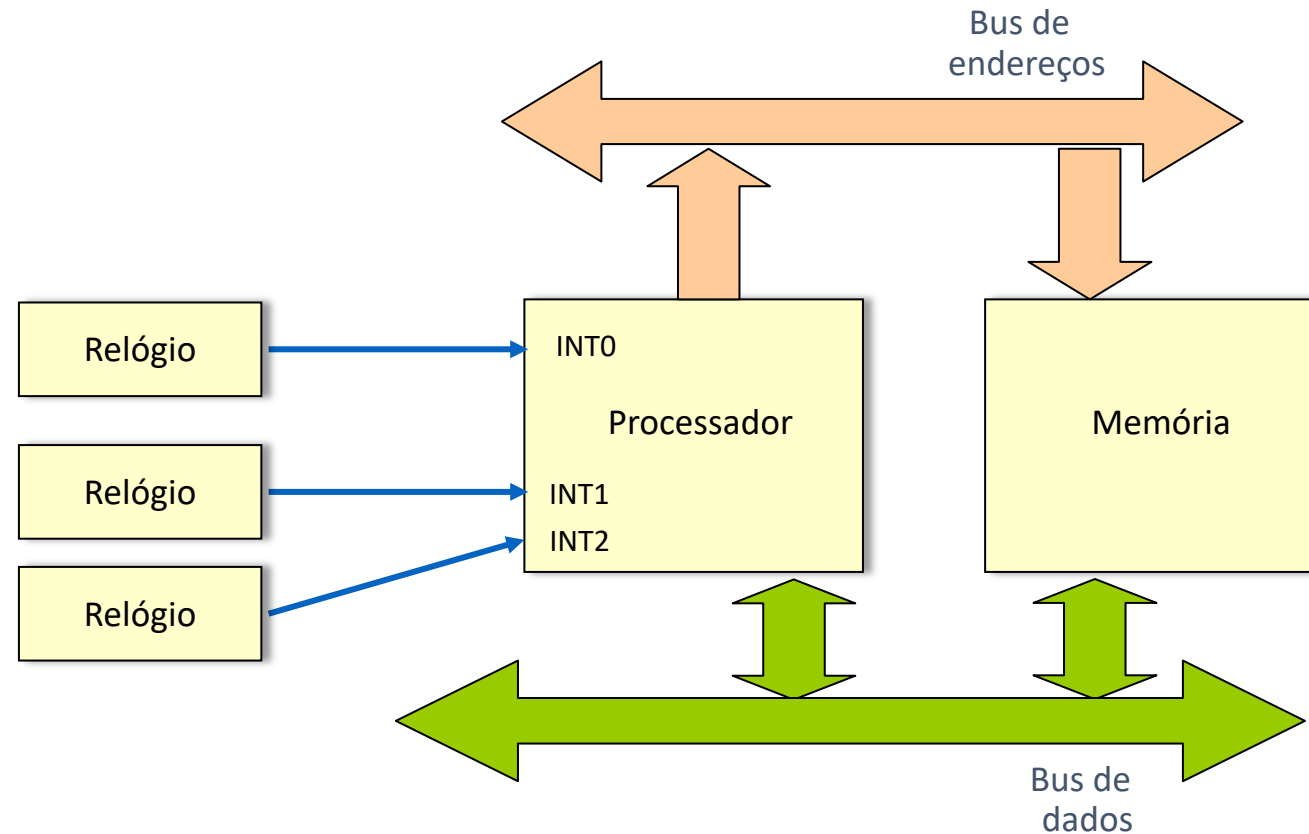 Bus de
endereços
Relógio
INT0
Processador
Memória
Relógio
INT1
INT2
Relógio
Bus de
dados